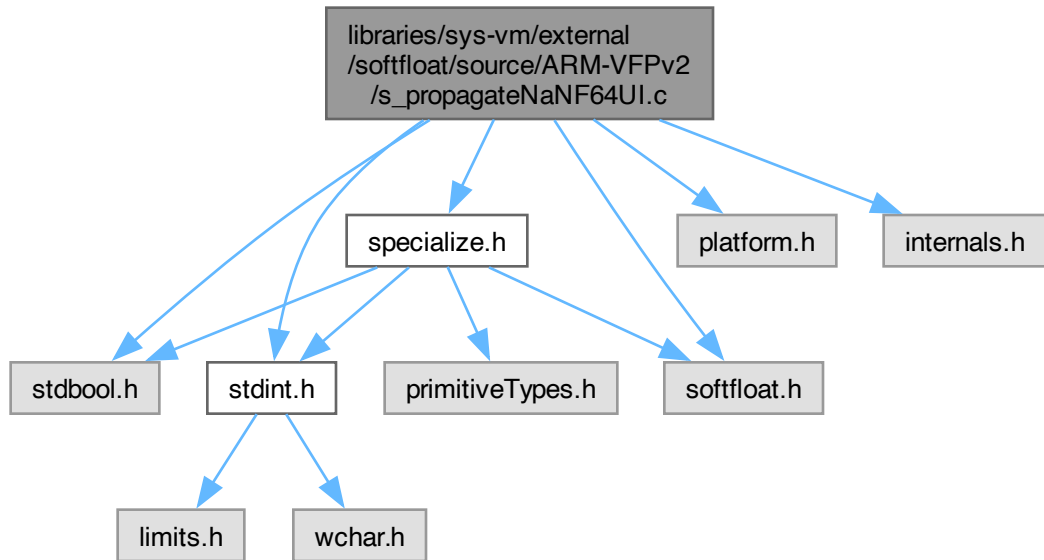 libraries/sys-vm/external
/softfloat/source/ARM-VFPv2
/s_propagateNaNF64UI.c
specialize.h
platform.h
internals.h
stdbool.h
stdint.h
primitiveTypes.h
softfloat.h
limits.h
wchar.h